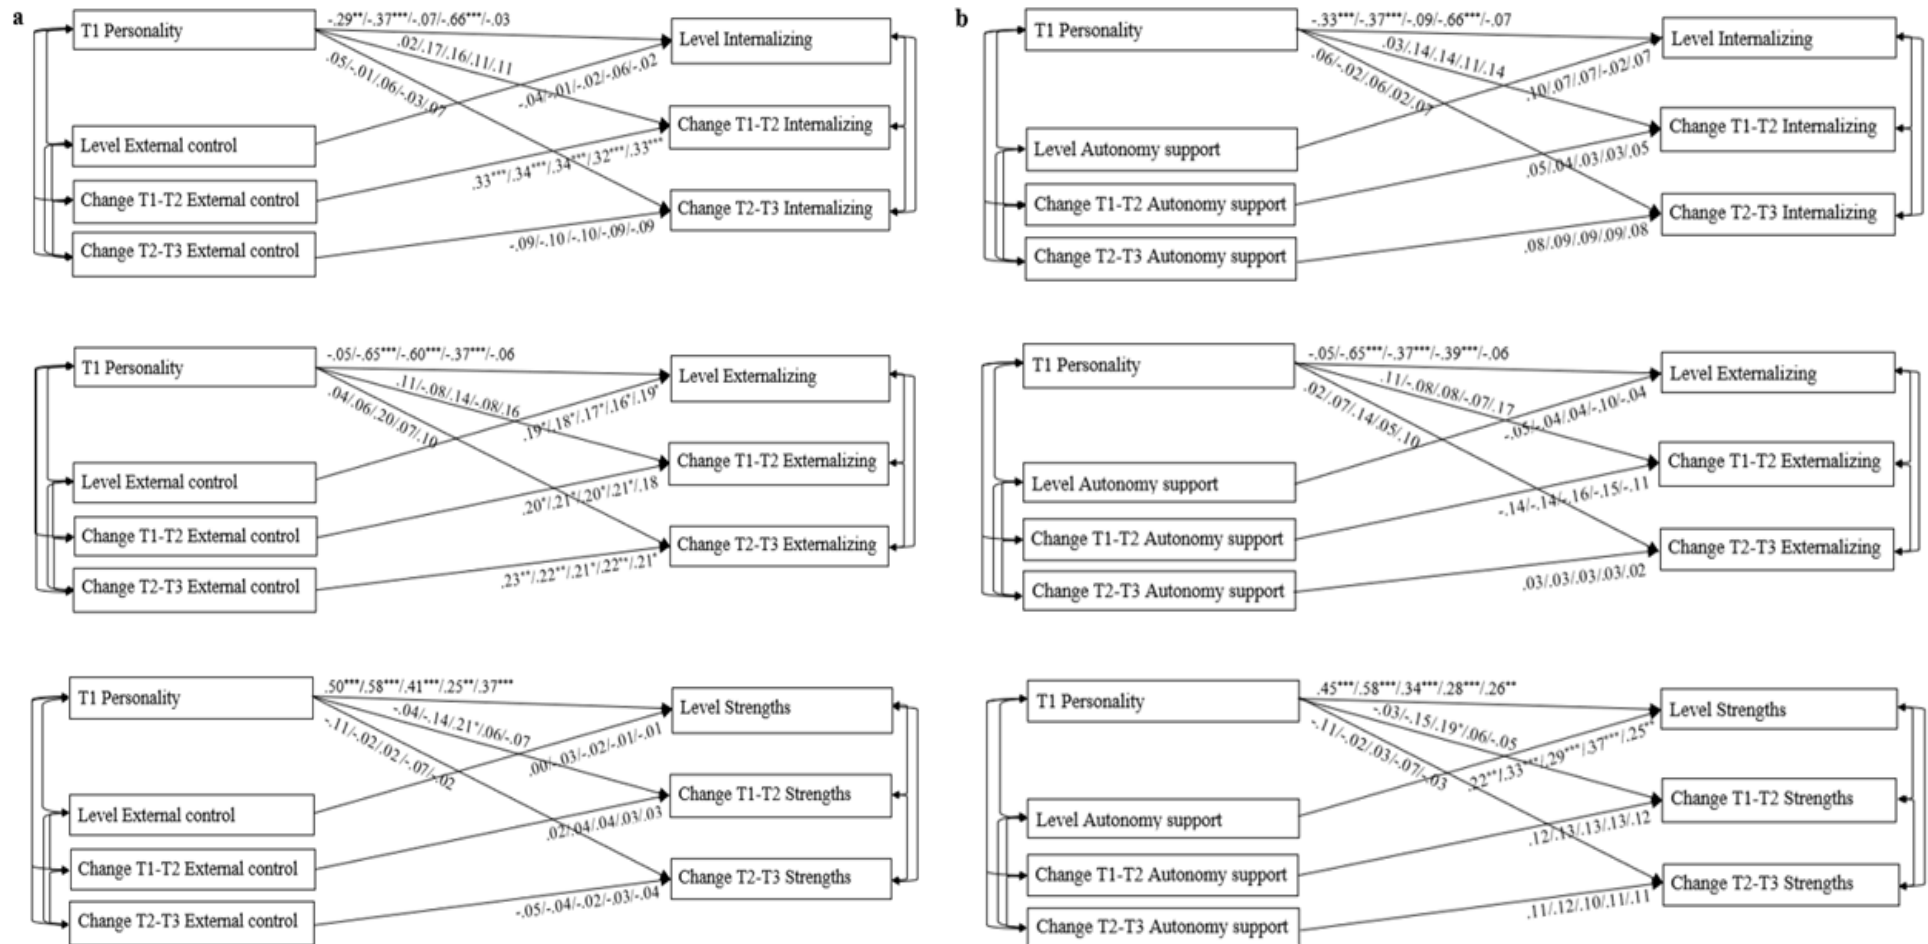 a
T1 Personality
-.29**/-.37***/-.07/-.66***/-.03
.02/.17/.16/.11/.11
.05/-.01/.06/-.03/.07
-.04/-.01/-.02/-.06/-.02
Level Internalizing
Level External control
Change T1-T2 Internalizing
.33***/.34***/.34***/.32***/.33***
Change T1-T2 External control
Change T2-T3 Internalizing
Change T2-T3 External control
-.09/-.10/-.10/-.09/-.09
T1 Personality
-.05/-.65***/-.60***/-.37***/-.06
.11/-.08/.14/-.08/.16
.04/.06/.20/.07/.10
.19*/.18*/.17*/.16*/.19*
Level Externalizing
Level External control
Change T1-T2 Externalizing
.20*/.21*/.20*/.21*/.18
Change T1-T2 External control
Change T2-T3 Externalizing
Change T2-T3 External control
.23**/.22**/.21*/.22**/.21*
T1 Personality
.50***/.58***/.41***/.25**/.37***
-.04/-.14/.21*/.06/-.07
-.11/-.02/.02/-.07/-.02
.00/-.03/-.02/-.01/-.01
Level Strengths
Level External control
Change T1-T2 Strengths
.02/.04/.04/.03/.03
Change T1-T2 External control
Change T2-T3 Strengths
Change T2-T3 External control
-.05/-.04/-.02/-.03/-.04
b
T1 Personality
-.33***/-.37***/-.09/-.66***/-.07
.03/.14/.14/.11/.14
.06/-.02/.06/.02/.07
.10/.07/.07/-.02/.07
Level Internalizing
Level Autonomy support
Change T1-T2 Internalizing
.05/.04/.03/.03/.05
Change T1-T2 Autonomy support
Change T2-T3 Internalizing
Change T2-T3 Autonomy support
.08/.09/.09/.09/.08
T1 Personality
-.05/-.65***/-.37***/-.39***/-.06
.11/-.08/.08/-.07/.17
.02/.07/.14/.05/.10
-.05/-.04/.04/-.10/-.04
Level Externalizing
Level Autonomy support
Change T1-T2 Externalizing
-.14/-.14/-.16/-.15/-.11
Change T1-T2 Autonomy support
Change T2-T3 Externalizing
Change T2-T3 Autonomy support
.03/.03/.03/.03/.02
T1 Personality
.45***/.58***/.34***/.28***/.26**
-.03/-.15/.19*/.06/-.05
-.11/-.02/.03/-.07/-.03
.22**/.33***/.29***/.37***/.25**
Level Strengths
Level Autonomy support
Change T1-T2 Strengths
.12/.13/.13/.13/.12
Change T1-T2 Autonomy support
Change T2-T3 Strengths
Change T2-T3 Autonomy support
.11/.12/.10/.11/.11